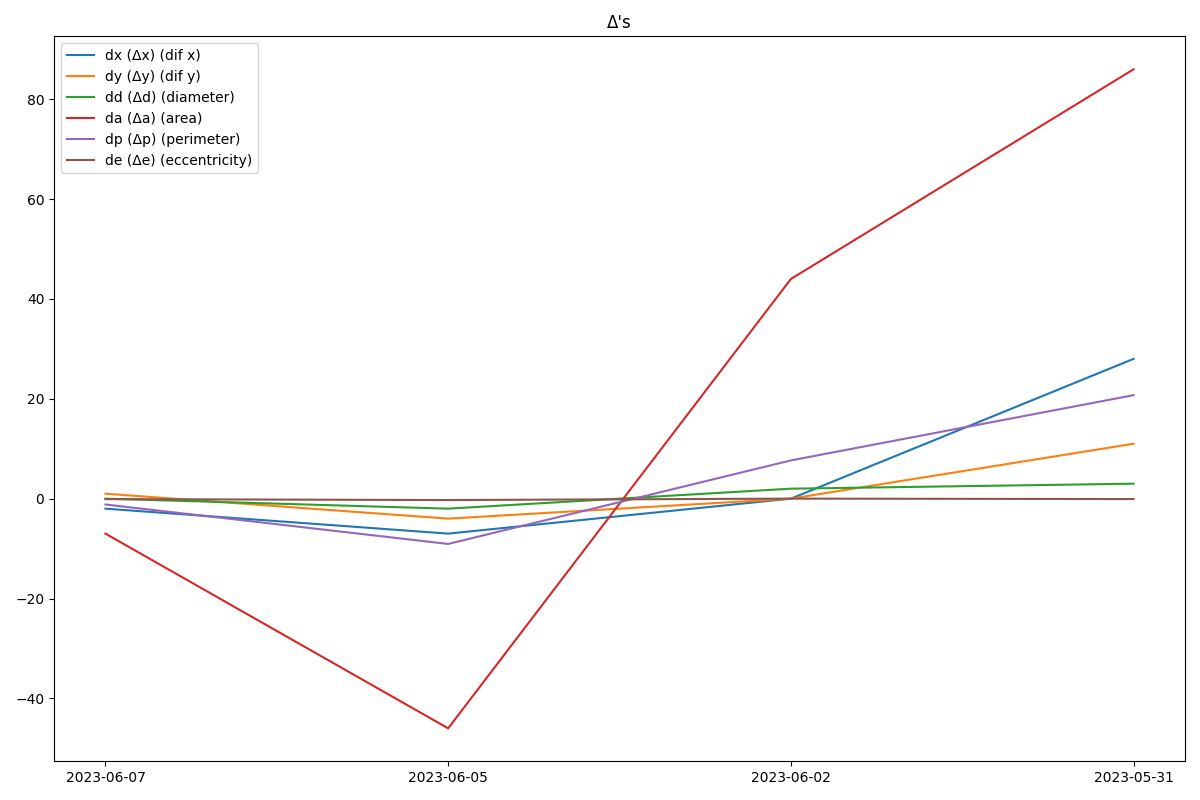 Δ's
dx (Δx) (dif x)
dy (Δy) (dif y)
dd (Δd) (diameter)
da (Δa) (area)
dp (Δp) (perimeter)
de (Δe) (eccentricity)
80
60
40
20
0
−20
−40
2023-06-07 2023-06-05 2023-06-02 2023-05-31